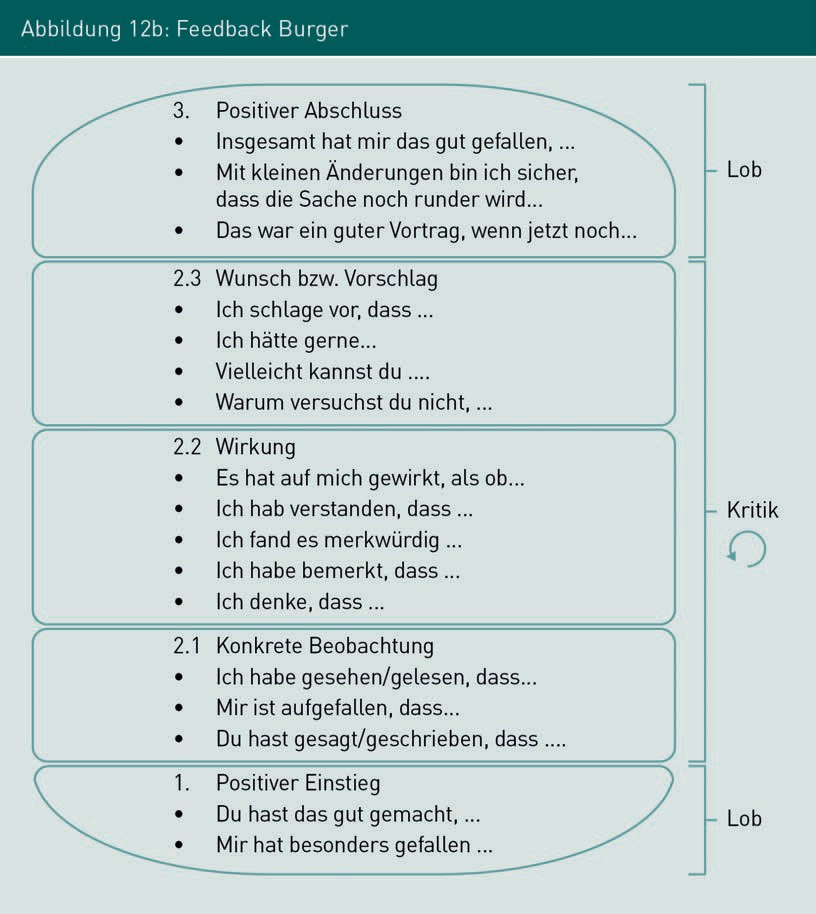 Abbildung 12b: Feedback Burger
3. Positiver Abschluss
• Insgesamt hat mir das gut gefallen, ...
• Mit kleinen Änderungen bin ich sicher,
dass die Sache noch runder wird...
• Das war ein guter Vortrag, wenn jetzt noch...
Lob
2.3 Wunsch bzw. Vorschlag
• Ich schlage vor, dass ...
• Ich hätte gerne...
• Vielleicht kannst du ....
• Warum versuchst du nicht, ...
2.2 Wirkung
• Es hat auf mich gewirkt, als ob...
• Ich hab verstanden, dass ...
• Ich fand es merkwürdig ...
• Ich habe bemerkt, dass ...
• Ich denke, dass ...
Kritik
2.1 Konkrete Beobachtung
• Ich habe gesehen/gelesen, dass...
• Mir ist aufgefallen, dass...
• Du hast gesagt/geschrieben, dass ....
1. Positiver Einstieg
• Du hast das gut gemacht, ...
• Mir hat besonders gefallen ...
Lob